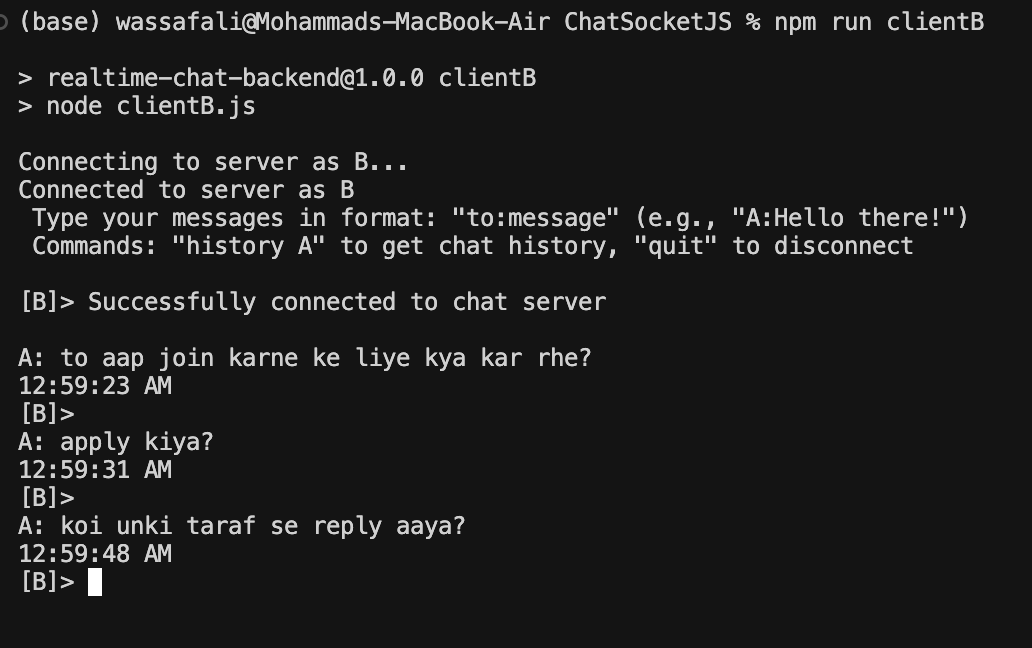 (base) wassafali@Mohammads-MacBook-Air ChatSocketJS % npm run clientB
> realtime-chat-backend@1.0.0 clientB
> node clientB.js
Connecting to server as B...
Connected to server as B
Type your messages in format: "to:message" (e.g., "A:Hello there!")
Commands: "history A" to get chat history, "quit" to disconnect
[B]> Successfully connected to chat server
A: to aap join karne ke liye kya kar rhe?
12:59:23 AM
[B]>
A: apply kiya?
12:59:31 AM
[B]>
A: koi unki taraf se reply aaya?
12:59:48 AM
[B]>